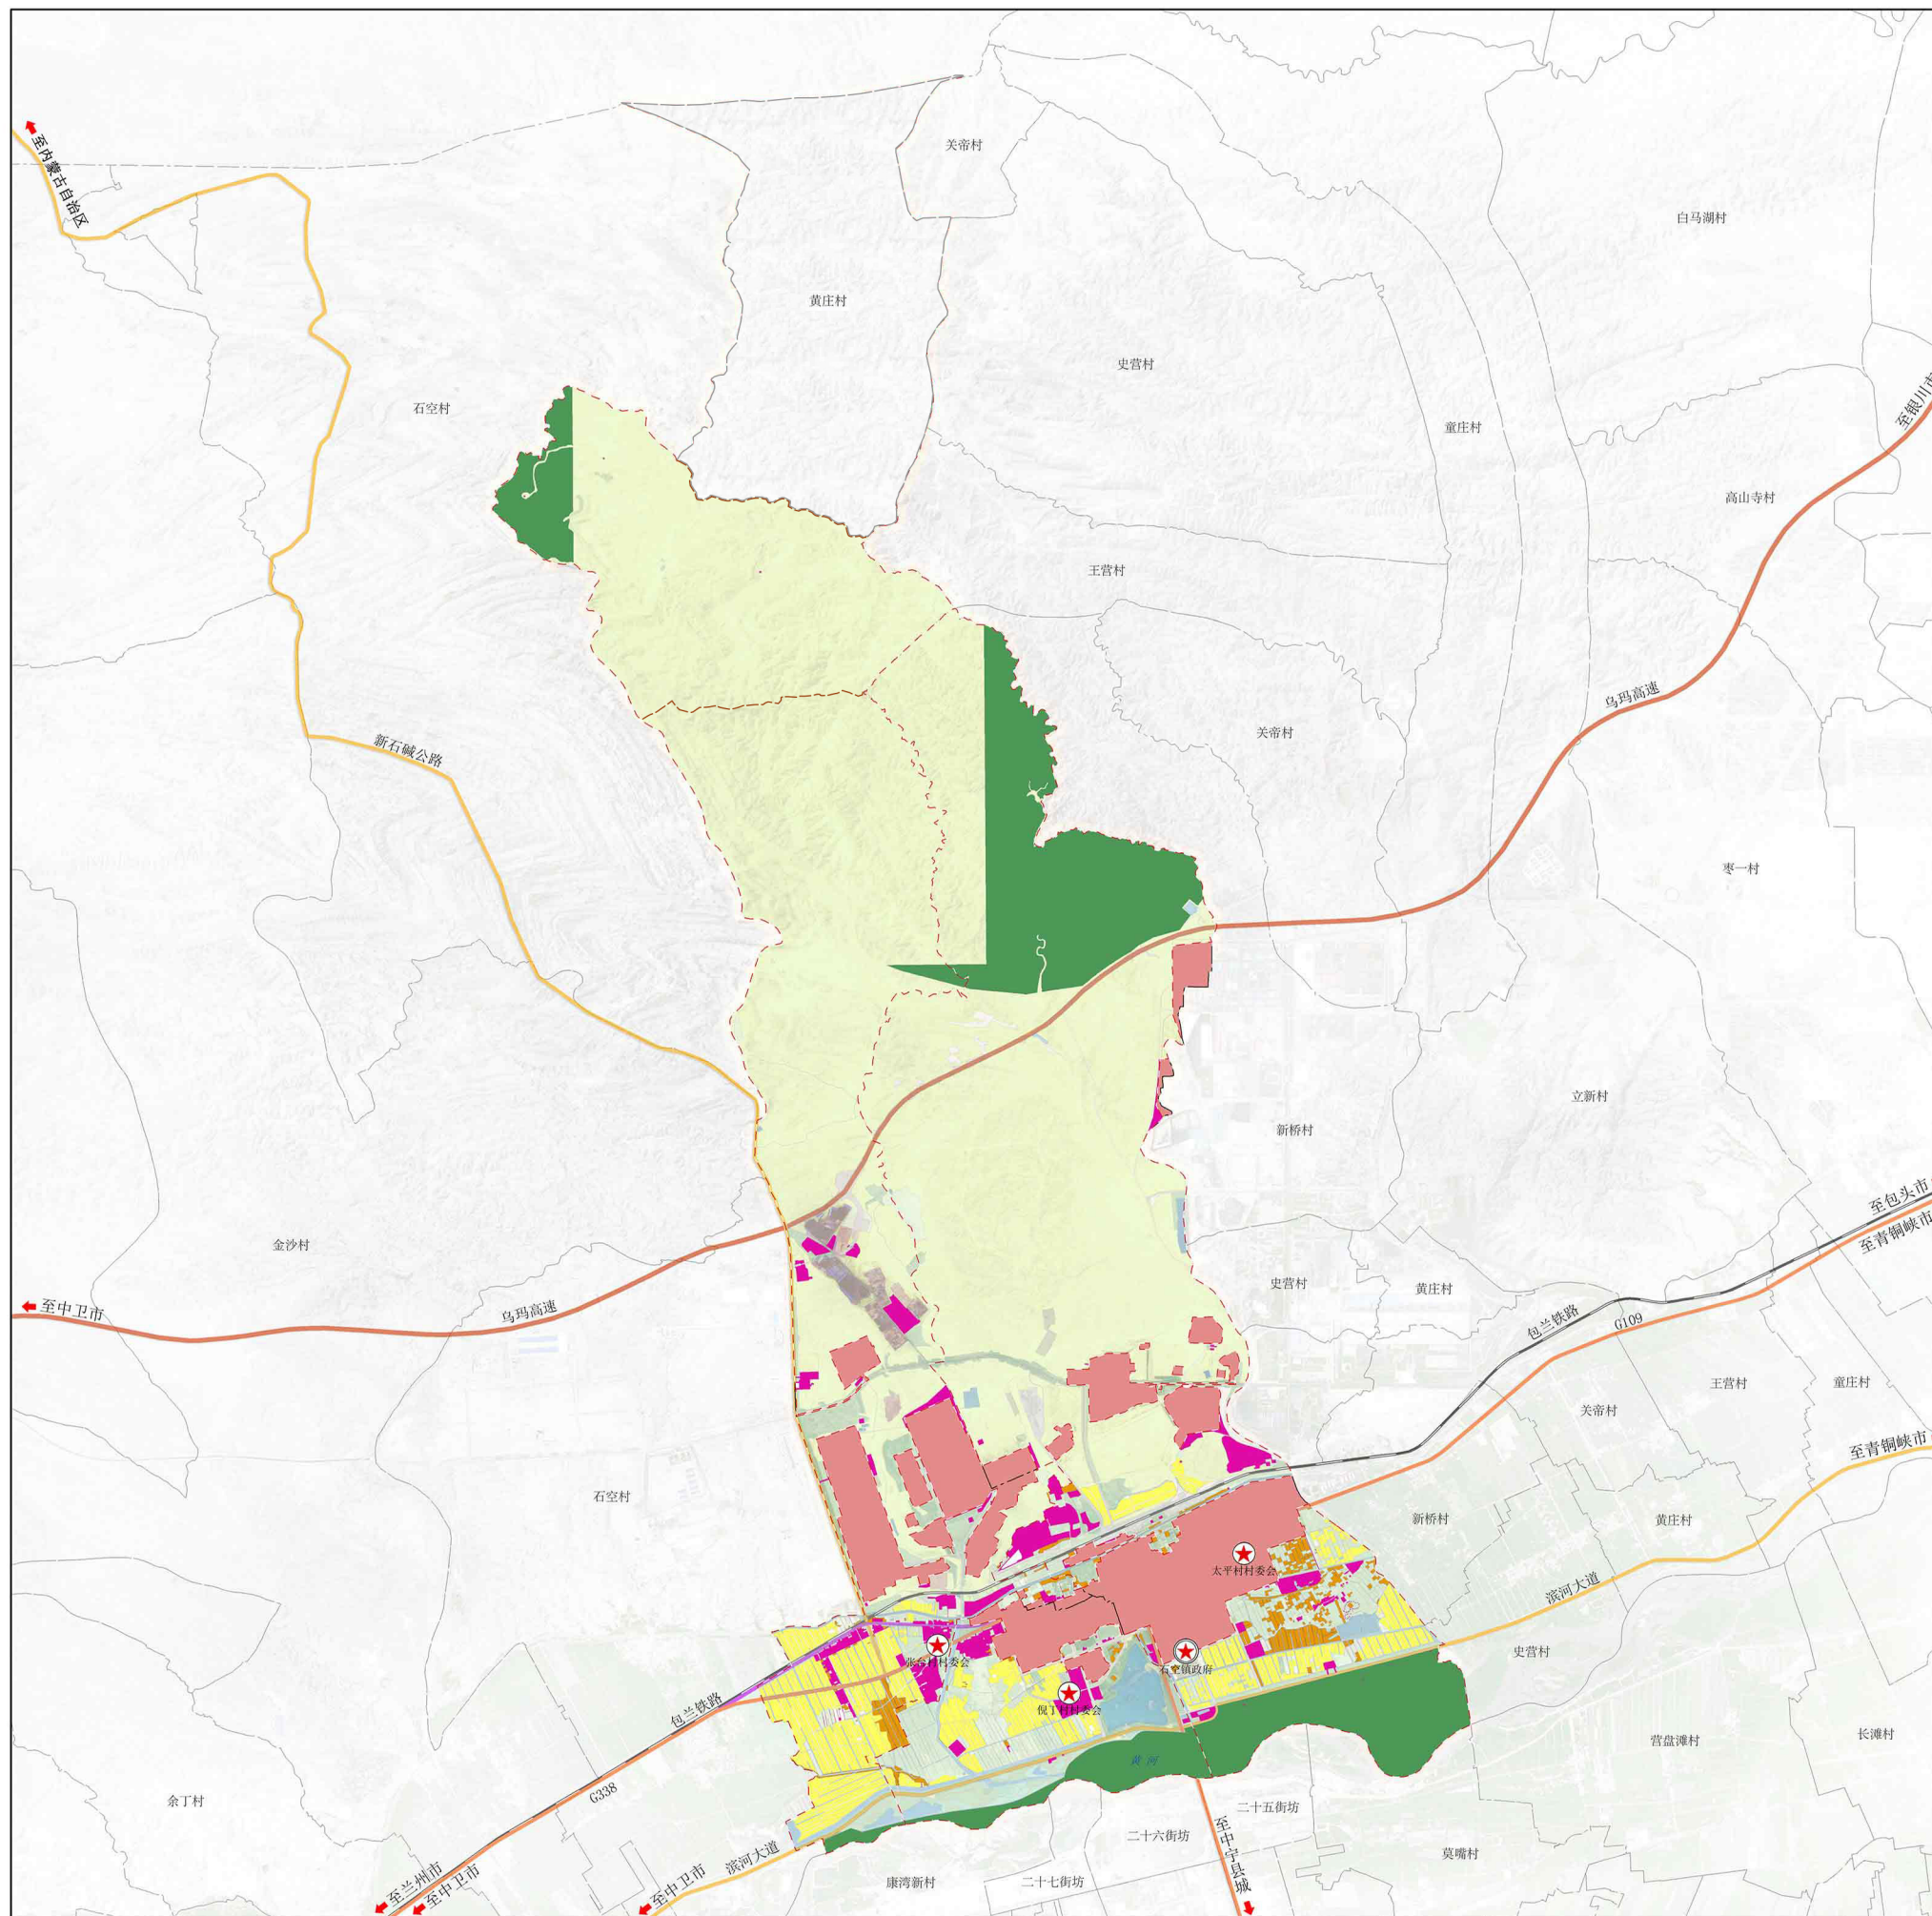 关帝村
至内蒙古自治区
白马湖村
黄庄村
史营村
石空村
至银川市
童庄村
高山寺村
王营村
乌玛高速
关帝村
新石碱公路
枣一村
立新村
新桥村
至包头市
至青铜峡市
金沙村
史营村
黄庄村
至中卫市
乌玛高速
包兰铁路
G109
王营村
童庄村
关帝村
至青铜峡市
石空村
新桥村
黄庄村
太平村村委会
滨河大道
史营村
张台村村委会
石空镇政府
包兰铁路
倪丁村村委会
营盘滩村
长滩村
黄河
G338
余丁村
二十五街坊
二十六街坊
至中宁县城
滨河大道
莫嘴村
至兰州市
至中卫市
至中卫市
康湾新村
二十七街坊